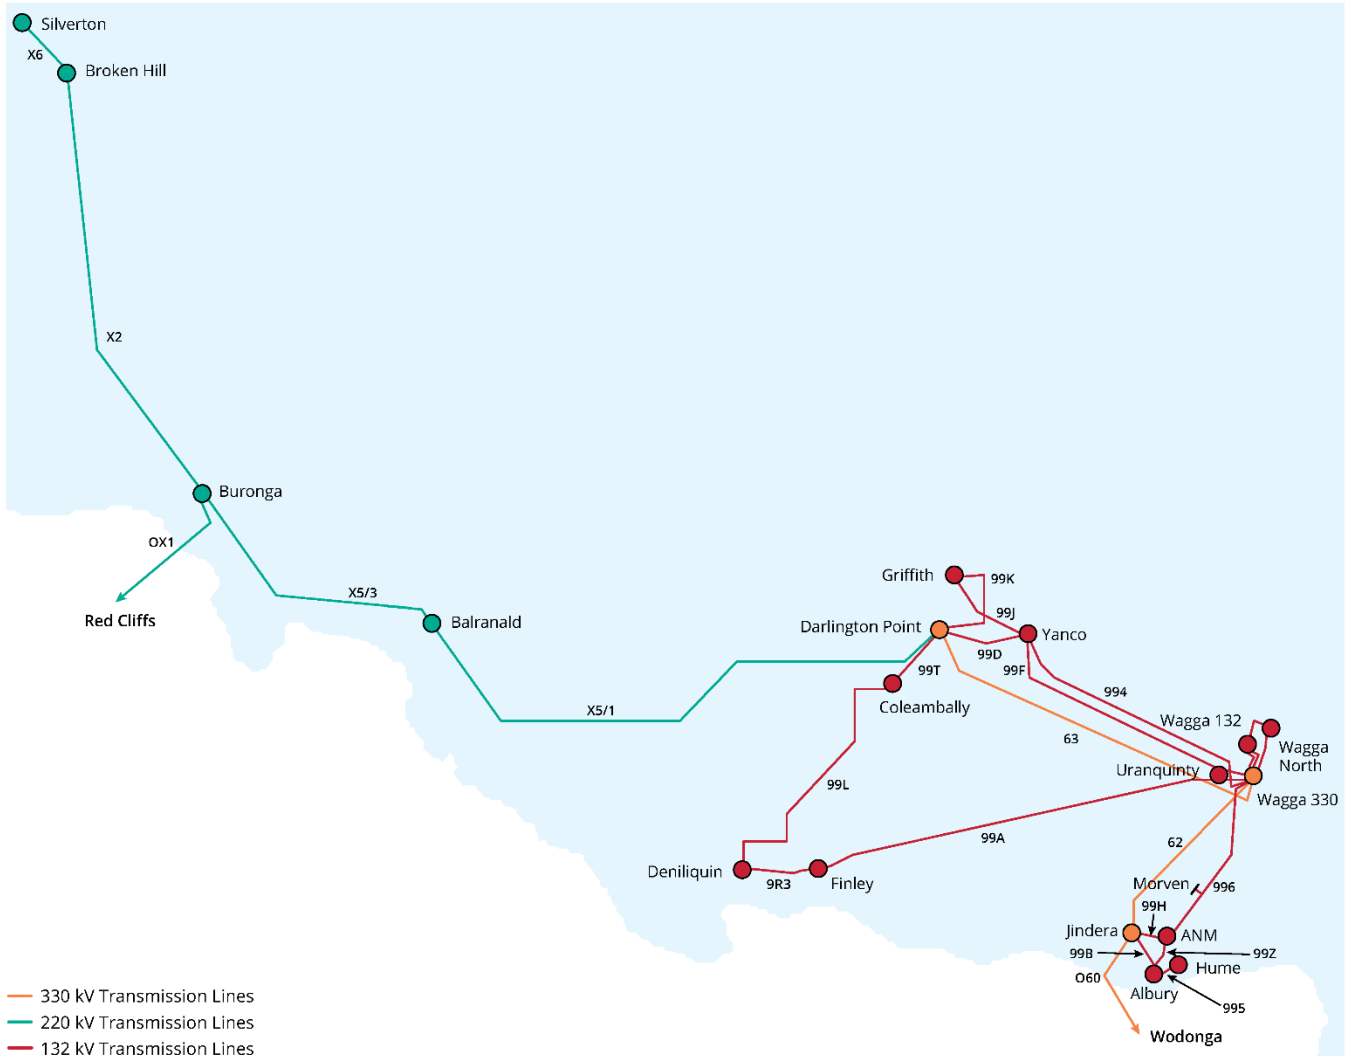 Silverton
X6
Broken Hill
X2
Buronga
OX1
Red Cliffs
X5/3
Balranald
X5/1
Griffith
99K
99J
Darlington Point
Yanco
99D
99T
99F
Coleambally
994
63
Wagga 132
Wagga
North
Uranquinty
Wagga 330
99L
99A
62
Deniliquin
9R3
Finley
Morven
996
99H
Jindera
ANM
99B
99Z
Hume
O60
Albury
995
Wodonga
330 kV Transmission Lines
220 kV Transmission Lines
132 kV Transmission Lines